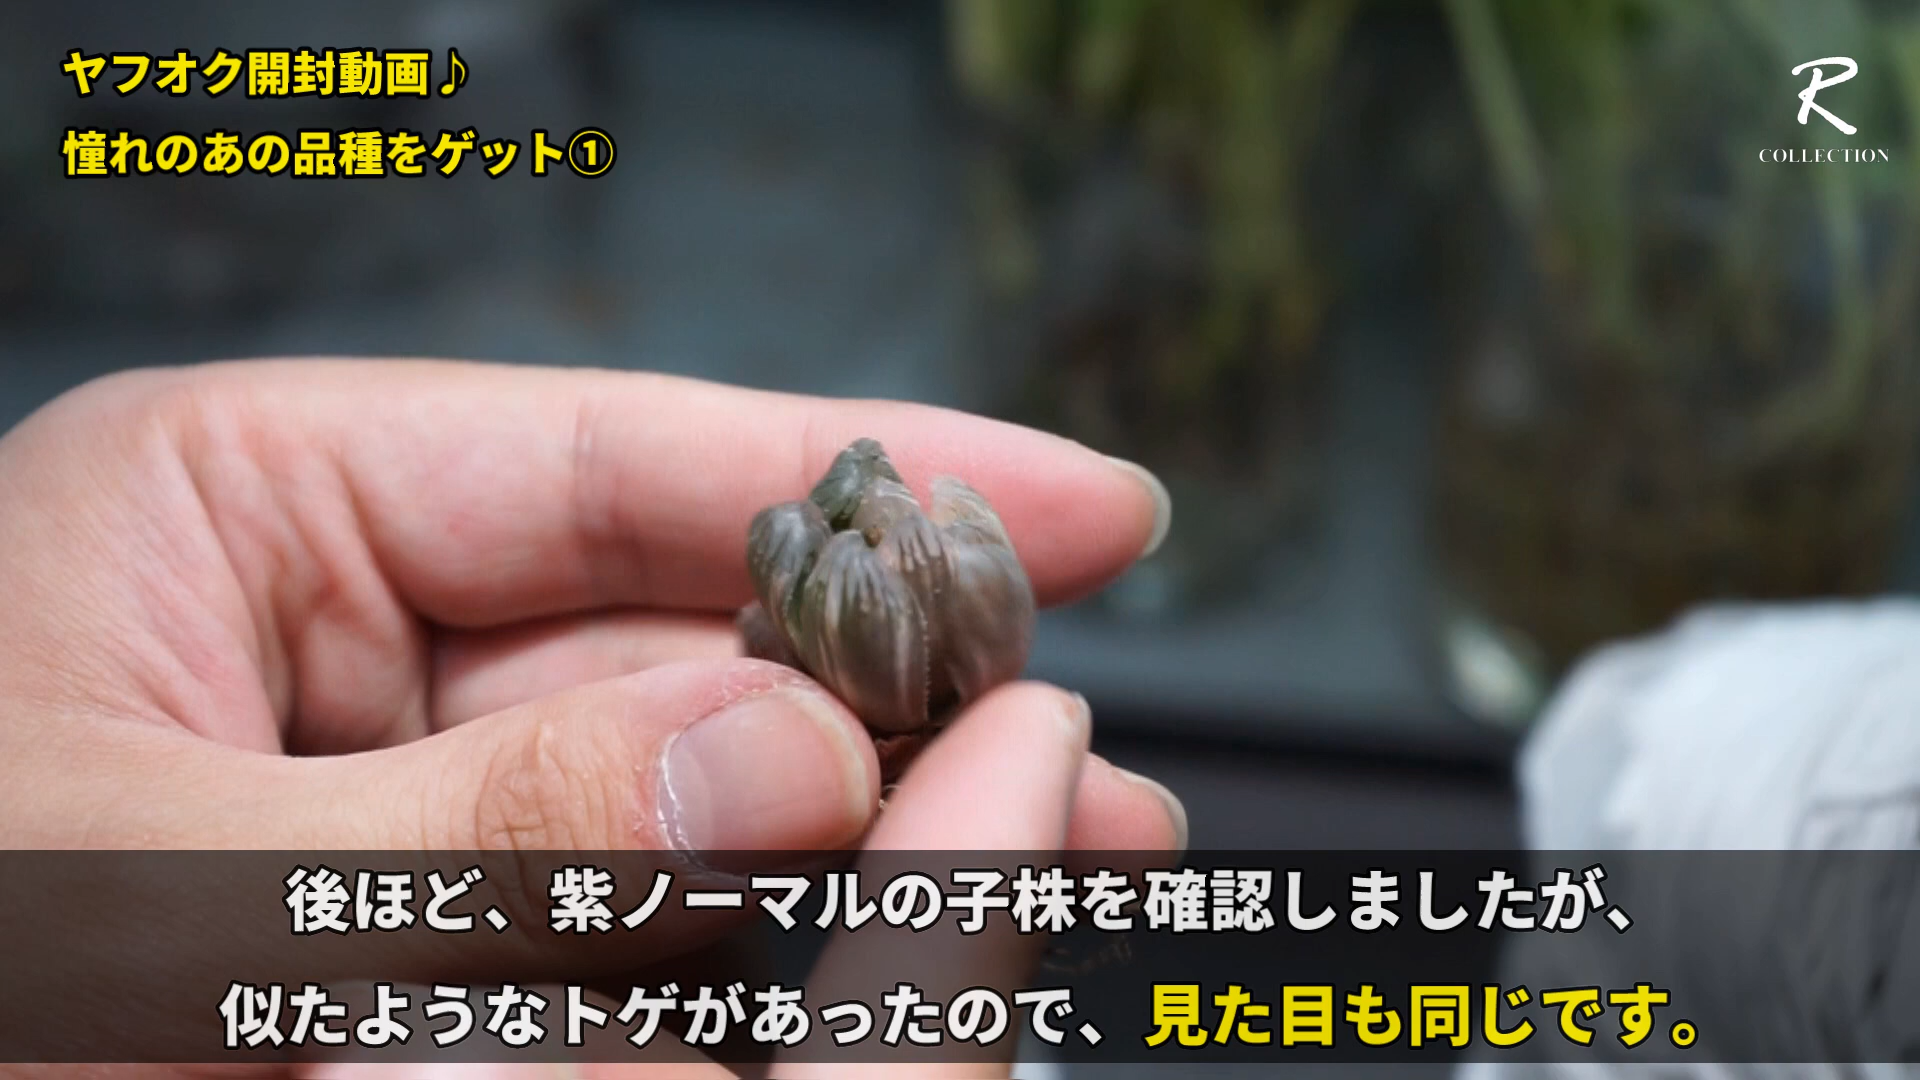 ヤフオク開封動画♪
憧れのあの品種をゲット①
R
COLLECTION
後ほど、紫ノーマルの子株を確認しましたが、
似たようなトゲがあったので、見た目も同じです。